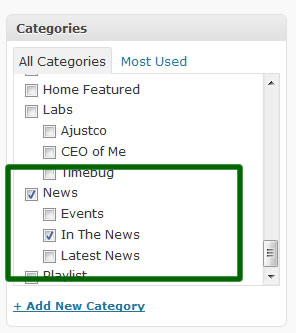 Categories
All Categories Most Used
Home Featured
Labs
Ajustco
CEO of Me
Timebug
News
Events
In The News
Latest News
Playlist
+ Add New Category